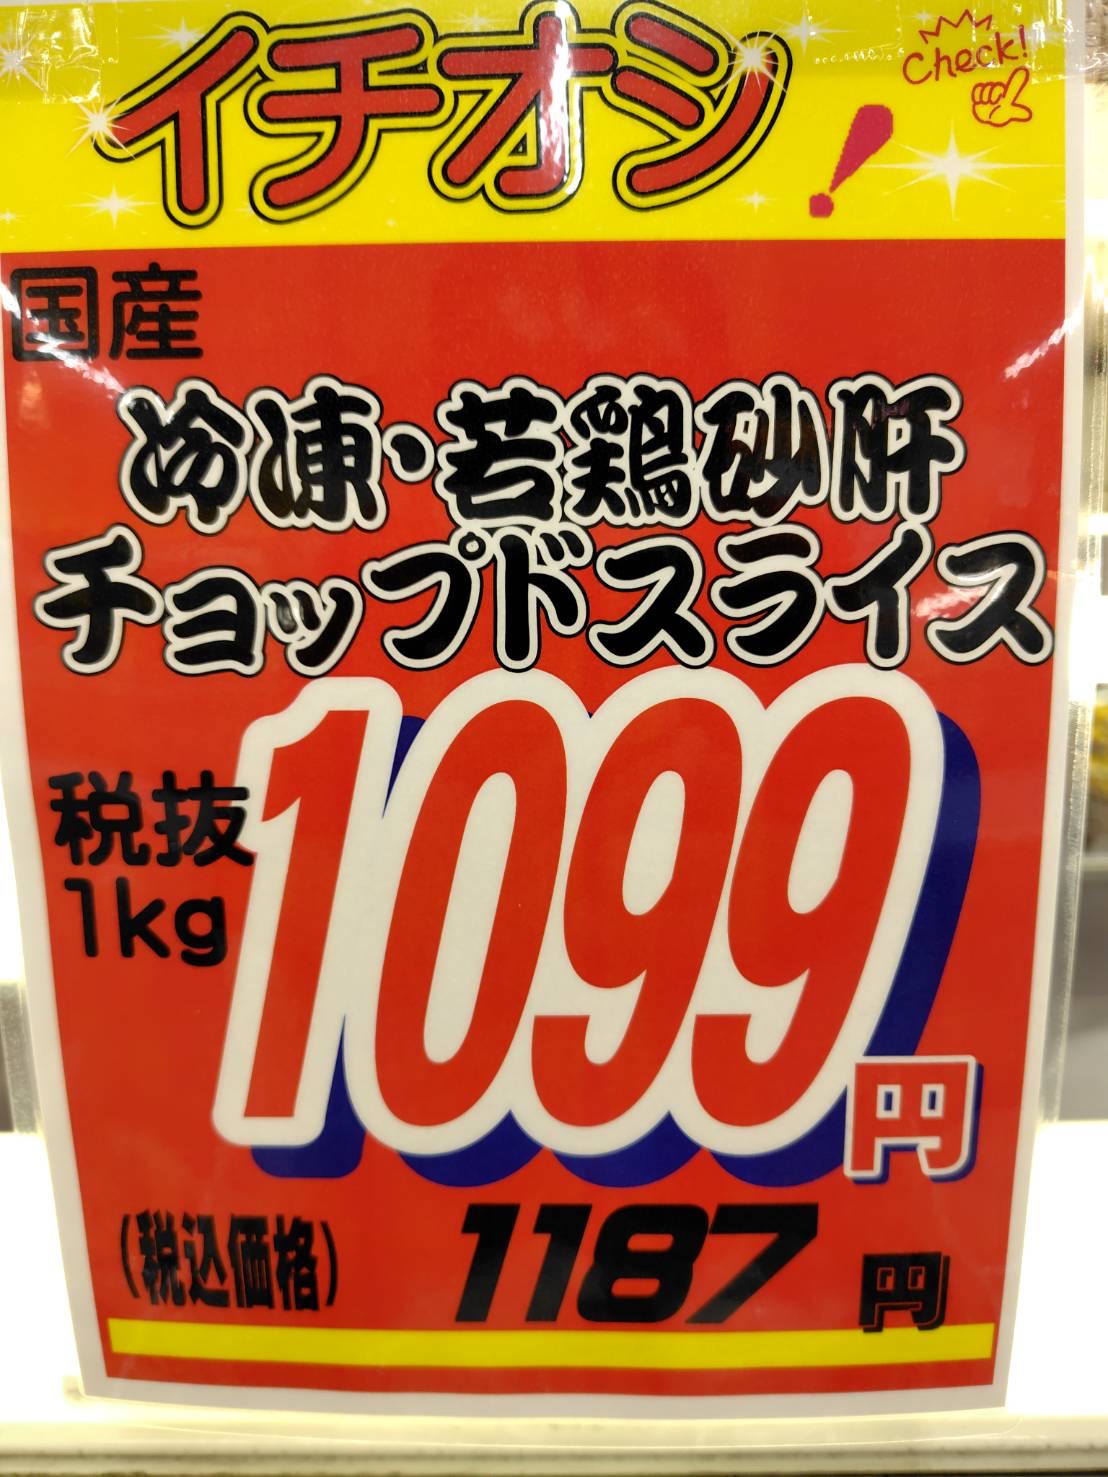 イチオシ!
Check!
国産
冷凍・若鶏砂肝
チョップドスライス
税抜
1kg
1099円
(税込価格) 1187円